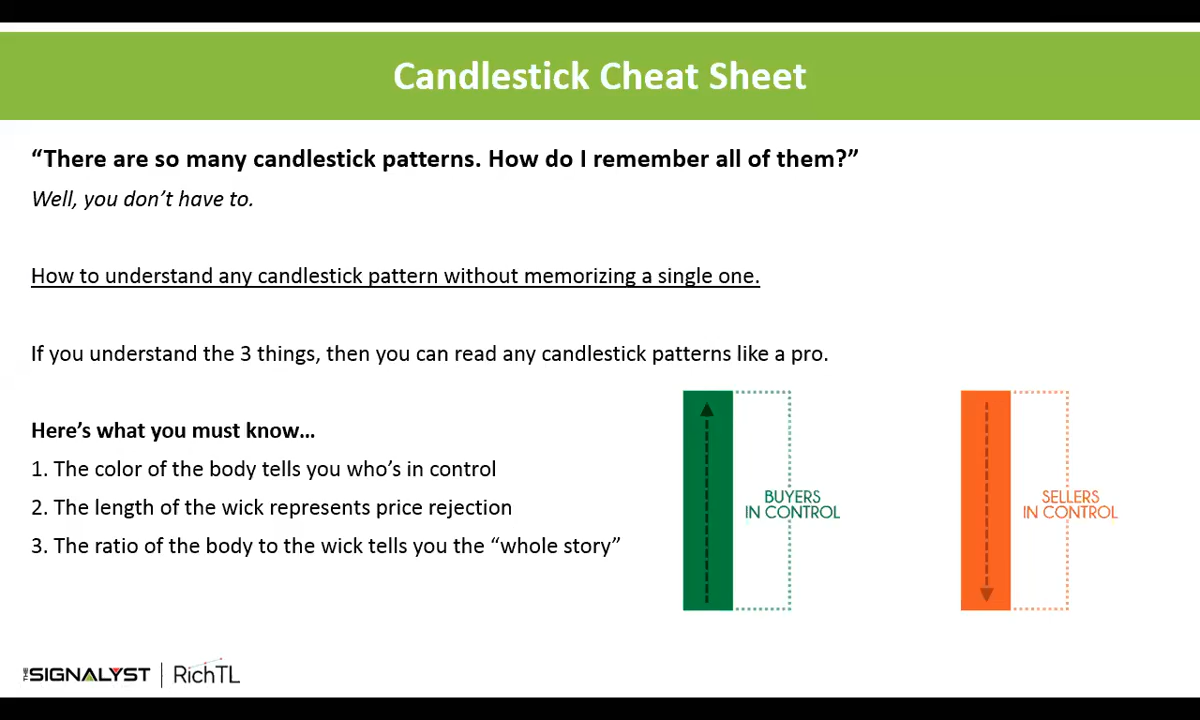 Candlestick Cheat Sheet
“There are so many candlestick patterns. How do I remember all of them?”
Well, you don’t have to.
How to understand any candlestick pattern without memorizing a single one.
If you understand the 3 things, then you can read any candlestick patterns like a pro.
Here’s what you must know…
1. The color of the body tells you who’s in control
2. The length of the wick represents price rejection
3. The ratio of the body to the wick tells you the “whole story”
BUYERS
IN CONTROL
SELLERS
IN CONTROL
THE SIGNALYST | RichTL